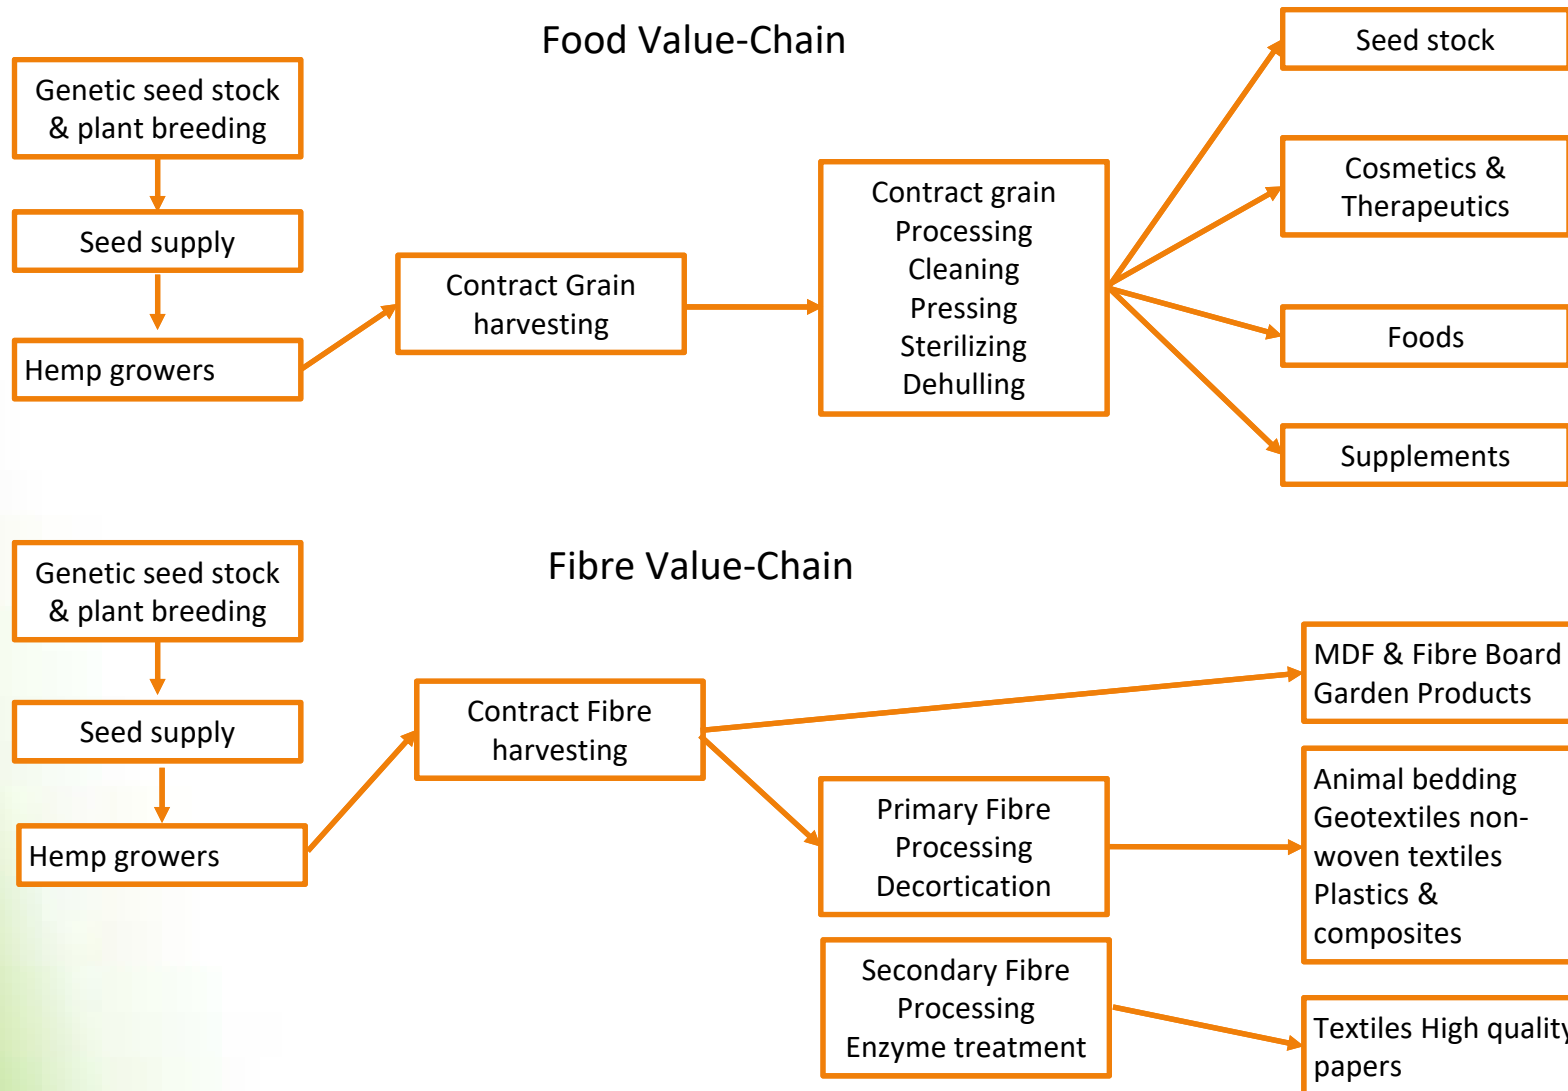 Food Value-Chain
Genetic seed stock
& plant breeding
Seed supply
Hemp growers
Contract Grain
harvesting
Contract grain
Processing
Cleaning
Pressing
Sterilizing
Dehulling
Seed stock
Cosmetics &
Therapeutics
Foods
Supplements
Fibre Value-Chain
Genetic seed stock
& plant breeding
Seed supply
Hemp growers
Contract Fibre
harvesting
Primary Fibre
Processing
Decortication
Secondary Fibre
Processing
Enzyme treatment
MDF & Fibre Board
Garden Products
Animal bedding
Geotextiles non-
woven textiles
Plastics &
composites
Textiles High quality
papers